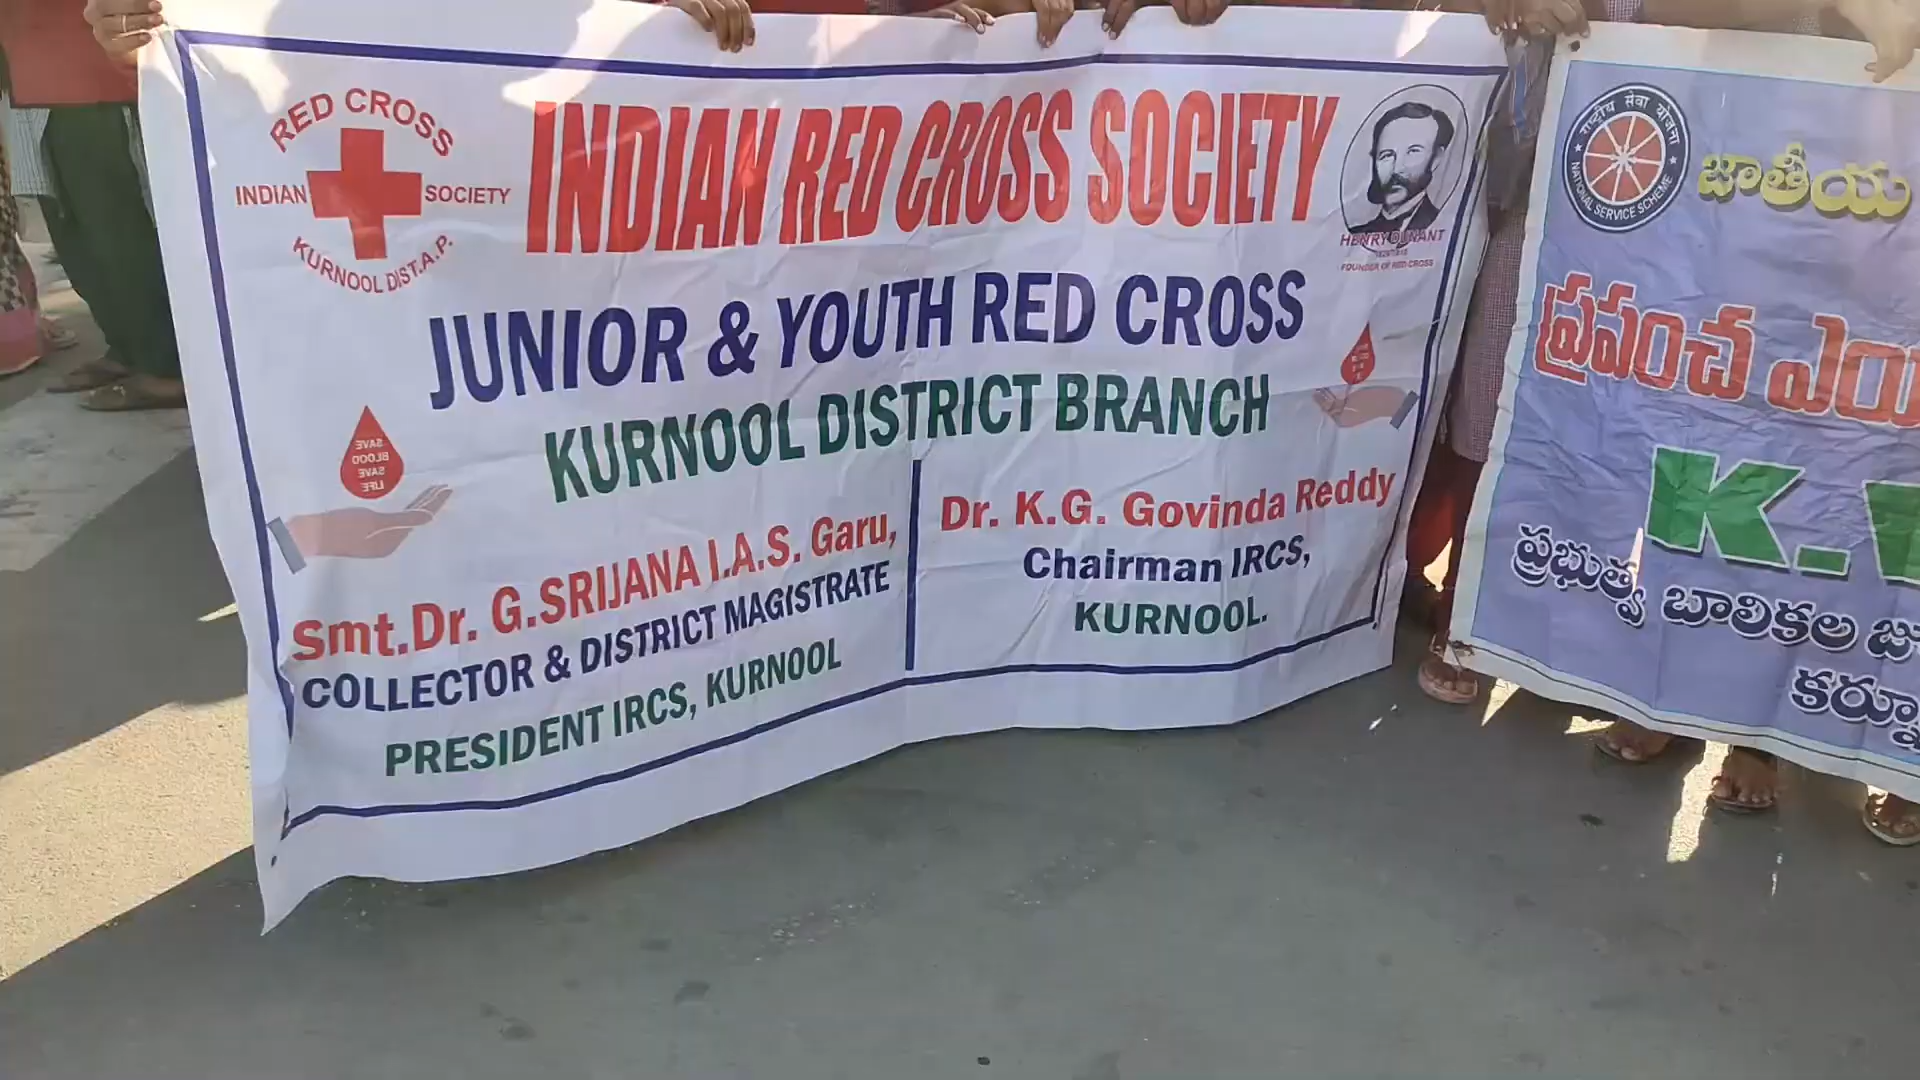 RED CROSS
INDIAN SOCIETY
KURNOOL DIST.A.P.
INDIAN RED CROSS SOCIETY
HENRY DUNANT
FOUNDER OF RED CROSS
JUNIOR & YOUTH RED CROSS
KURNOOL DISTRICT BRANCH
SAVE
BLOOD
SAVE
LIFE
Smt.Dr. G.SRIJANA I.A.S. Garu,
COLLECTOR & DISTRICT MAGISTRATE
PRESIDENT IRCS, KURNOOL
Dr. K.G. Govinda Reddy
Chairman IRCS,
KURNOOL.
राष्ट्रीय सेवा योजना
NATIONAL SERVICE SCHEME
జాతీయ
ప్రపంచ
K.
ప్రభుత్వ బాలికల